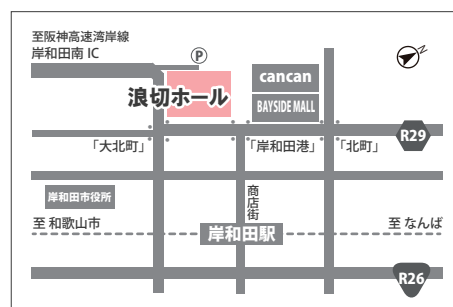 至阪神高速湾岸線
岸和田南 IC
P
Z
cancan
浪切ホール
BAYSIDE MALL
「大北町」
「岸和田港」
「北町」
R29
岸和田市役所
商店街
至 和歌山市
至 なんば
岸和田駅
R26